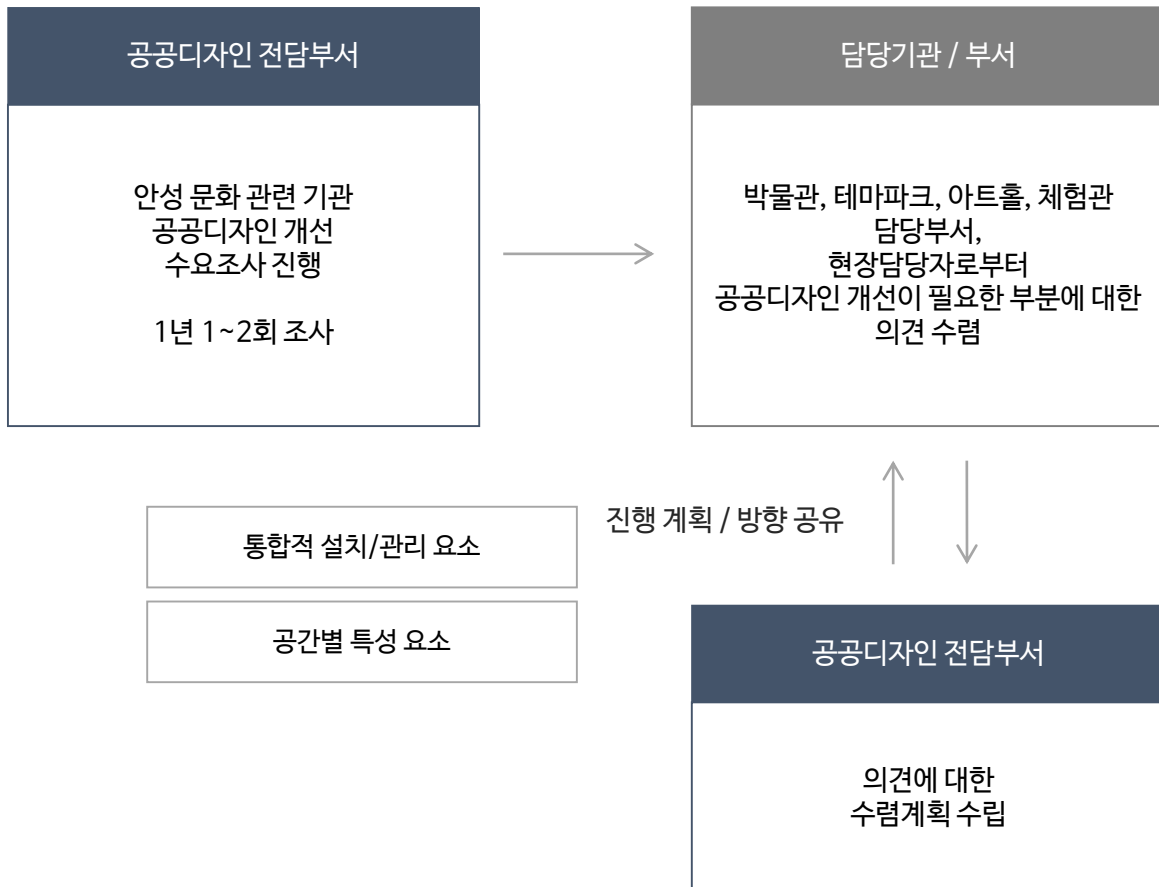 공공디자인 전담부서
안성 문화 관련 기관
공공디자인 개선
수요조사 진행
1년 1~2회 조사
담당기관 / 부서
박물관, 테마파크, 아트홀, 체험관
담당부서,
현장담당자로부터
공공디자인 개선이 필요한 부분에 대한
의견 수렴
진행 계획 / 방향 공유
통합적 설치/관리 요소
공간별 특성 요소
공공디자인 전담부서
의견에 대한
수렴계획 수립